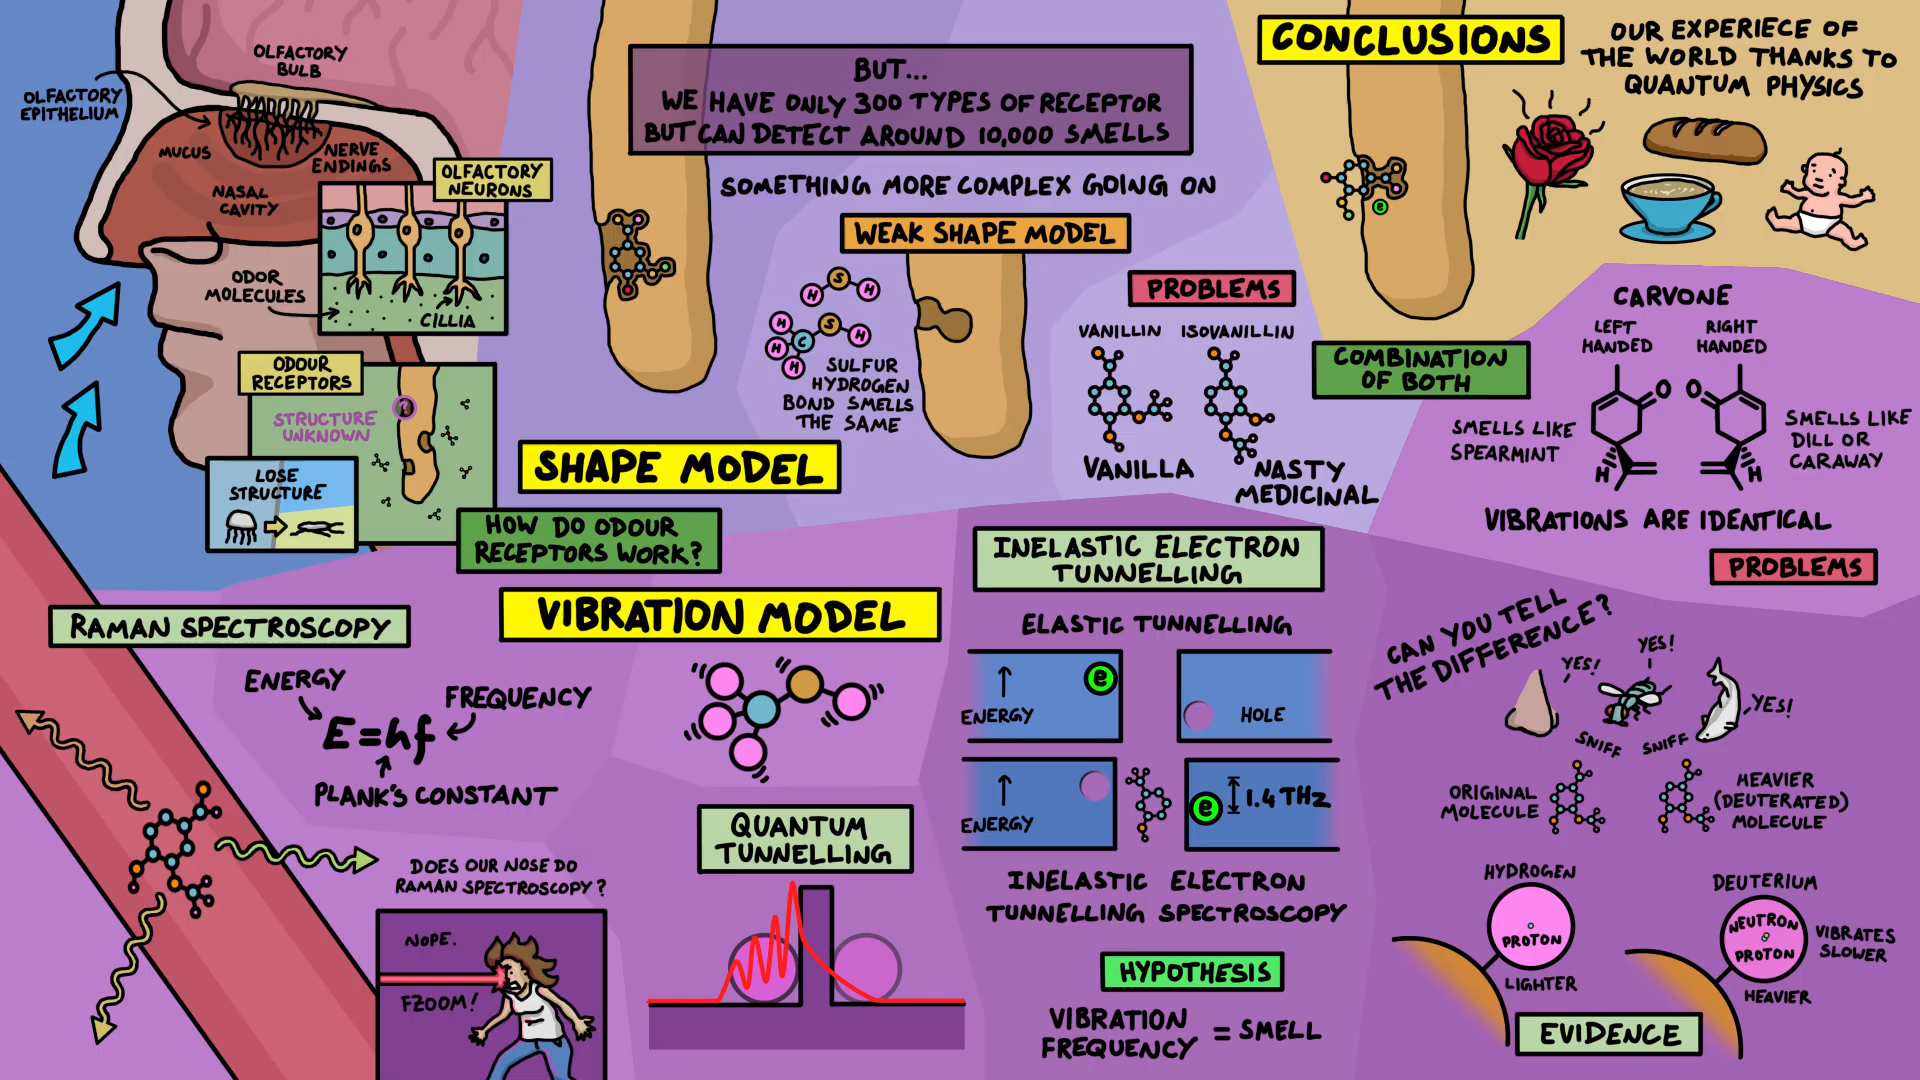 OLFACTORY
BULB
OLFACTORY
EPITHELIUM
MUCUS
NERVE
ENDINGS
NASAL
CAVITY
OLFACTORY
NEURONS
ODOR
MOLECULES
CILLIA
ODOUR
RECEPTORS
STRUCTURE
UNKNOWN
?
LOSE
STRUCTURE
HOW DO ODOUR
RECEPTORS WORK?
SHAPE MODEL
BUT...
WE HAVE ONLY 300 TYPES OF RECEPTOR
BUT CAN DETECT AROUND 10,000 SMELLS
SOMETHING MORE COMPLEX GOING ON
WEAK SHAPE MODEL
H S H
H S H
H C
H
SULFUR
HYDROGEN
BOND SMELLS
THE SAME
PROBLEMS
VANILLIN
ISOVANILLIN
VANILLA
NASTY
MEDICINAL
CONCLUSIONS
OUR EXPERIECE OF
THE WORLD THANKS TO
QUANTUM PHYSICS
e
COMBINATION
OF BOTH
CARVONE
LEFT
HANDED
RIGHT
HANDED
O
O
H
H
SMELLS LIKE
SPEARMINT
SMELLS LIKE
DILL OR
CARAWAY
VIBRATIONS ARE IDENTICAL
PROBLEMS
VIBRATION MODEL
RAMAN SPECTROSCOPY
ENERGY
FREQUENCY
E=hf
PLANK'S CONSTANT
DOES OUR NOSE DO
RAMAN SPECTROSCOPY?
NOPE.
FZOOM!
QUANTUM
TUNNELLING
INELASTIC ELECTRON
TUNNELLING
ELASTIC TUNNELLING
e
ENERGY
HOLE
ENERGY
e
1.4 THz
INELASTIC ELECTRON
TUNNELLING SPECTROSCOPY
HYPOTHESIS
VIBRATION
FREQUENCY = SMELL
CAN YOU TELL
THE DIFFERENCE?
YES!
YES!
YES!
SNIFF
SNIFF
ORIGINAL
MOLECULE
HEAVIER
(DEUTERATED)
MOLECULE
HYDROGEN
PROTON
LIGHTER
DEUTERIUM
NEUTRON
PROTON
VIBRATES
SLOWER
HEAVIER
EVIDENCE